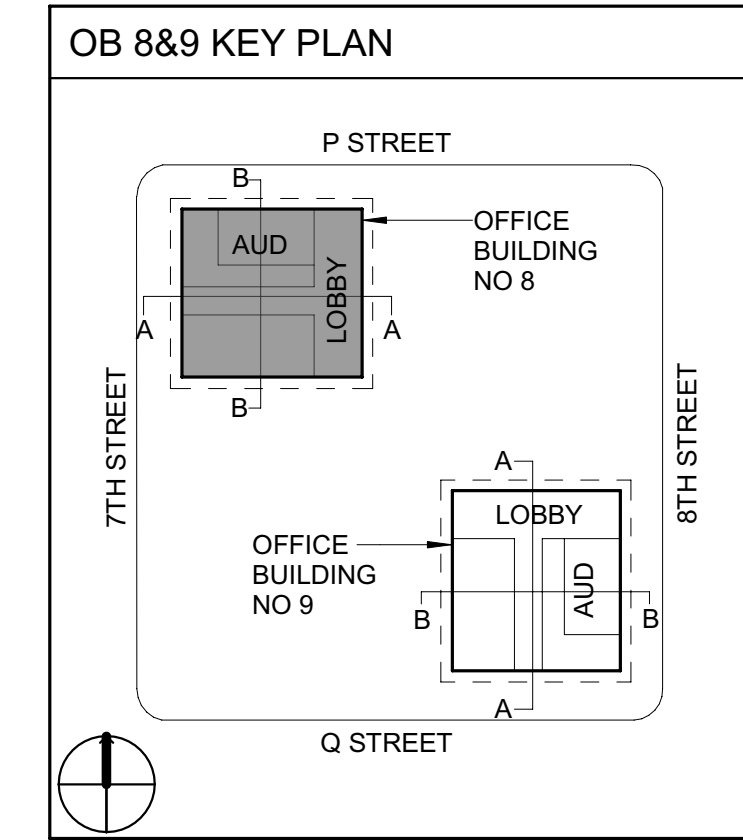 OB 8&9 KEY PLAN
P STREET
B
AUD
OFFICE
BUILDING
NO 8
LOBBY
A
A
B
7TH STREET
8TH STREET
A
LOBBY
OFFICE
BUILDING
NO 9
AUD
B
B
A
Q STREET